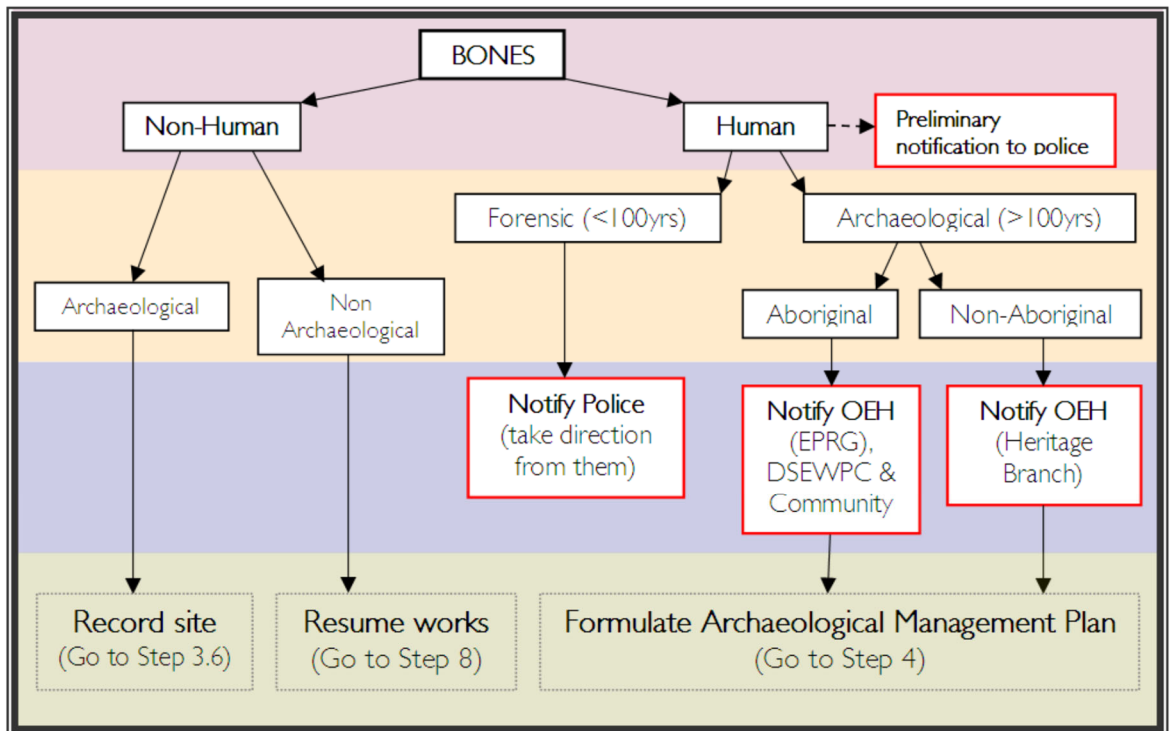 BONES
Non-Human
Human
Preliminary
notification to police
Forensic (<100yrs)
Archaeological (>100yrs)
Archaeological
Non
Archaeological
Aboriginal
Non-Aboriginal
Notify Police
(take direction
from them)
Notify OEH
(EPRG),
DSEWPC &
Community
Notify OEH
(Heritage
Branch)
Record site
(Go to Step 3.6)
Resume works
(Go to Step 8)
Formulate Archaeological Management Plan
(Go to Step 4)